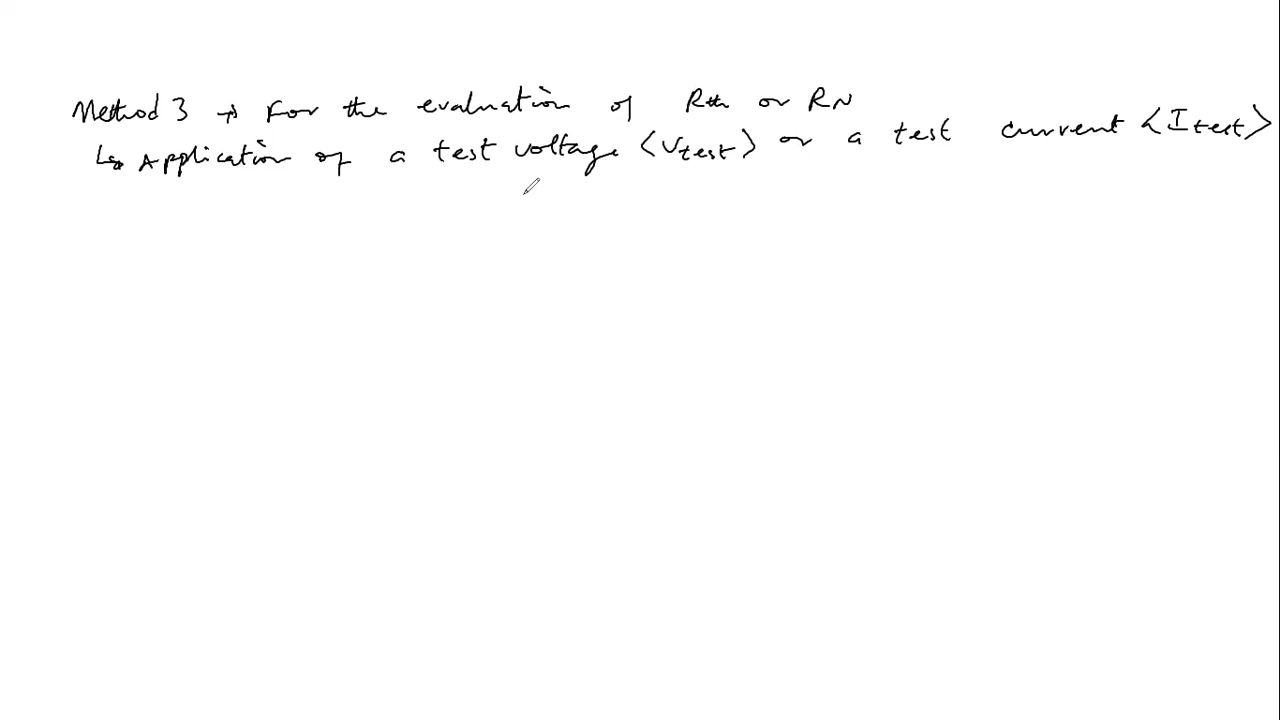 Method 3 → For the evaluation of Rth or RN
↳ Application of a test voltage <Vtest> or a test current <Itest>